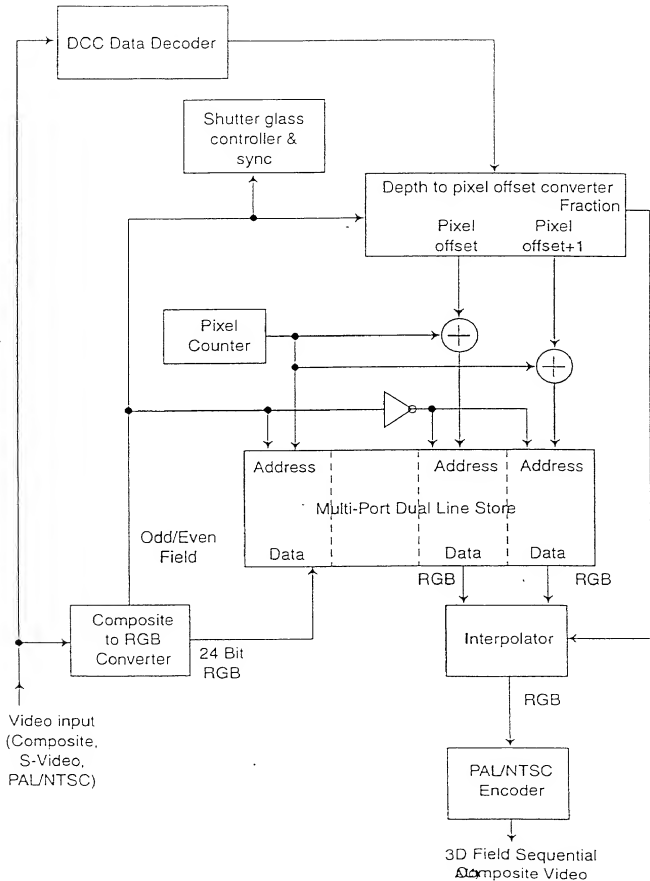 DCC Data Decoder
Shutter glass
controller &
sync
Depth to pixel offset converter
Fraction
Pixel
offset
Pixel
offset+1
Pixel
Counter
Address
Address
Address
Multi-Port Dual Line Store
Data
Data
Data
Odd/Even
Field
RGB
RGB
Composite
to RGB
Converter
24 Bit
RGB
Interpolator
RGB
Video input
(Composite,
S-Video,
PAL/NTSC)
PAL/NTSC
Encoder
3D Field Sequential
Composite Video